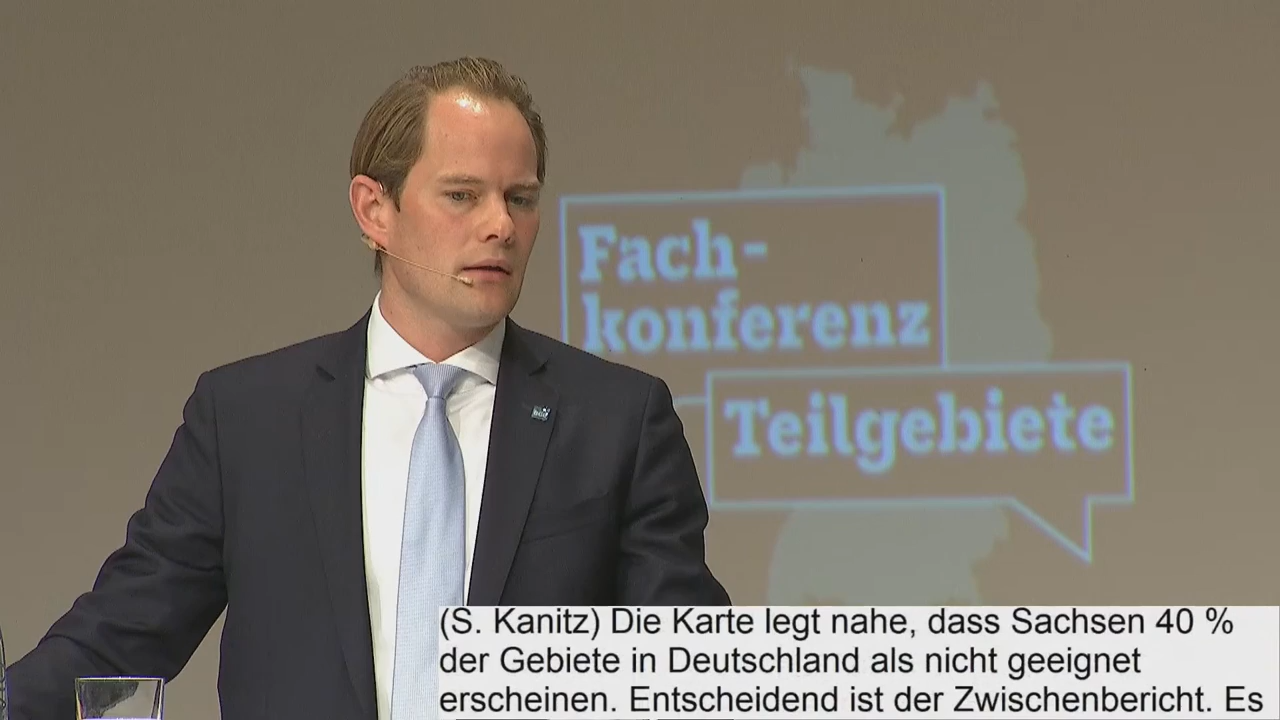 Fach-
konferenz
Teilgebiete
(S. Kanitz) Die Karte legt nahe, dass Sachsen 40 %
der Gebiete in Deutschland als nicht geeignet
erscheinen. Entscheidend ist der Zwischenbericht. Es